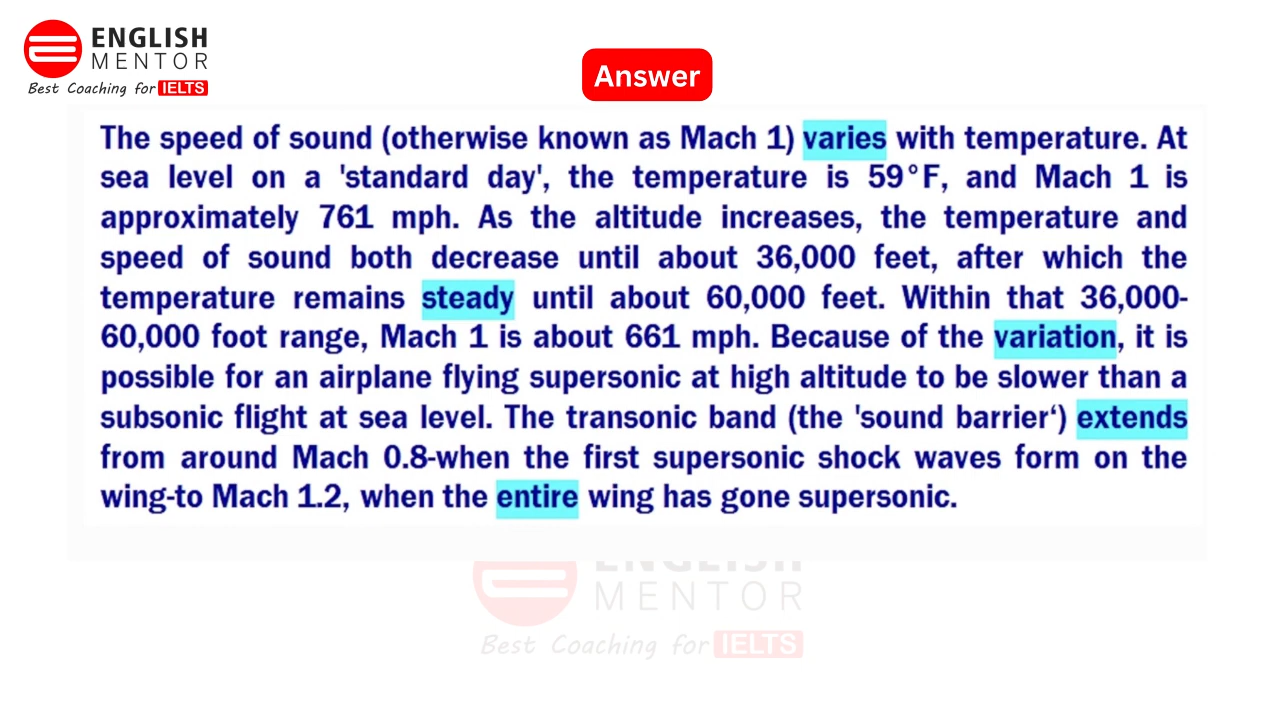 ENGLISH
MENTOR
Best Coaching for IELTS
Answer
The speed of sound (otherwise known as Mach 1) varies with temperature. At
sea level on a 'standard day', the temperature is 59°F, and Mach 1 is
approximately 761 mph. As the altitude increases, the temperature and
speed of sound both decrease until about 36,000 feet, after which the
temperature remains steady until about 60,000 feet. Within that 36,000-
60,000 foot range, Mach 1 is about 661 mph. Because of the variation, it is
possible for an airplane flying supersonic at high altitude to be slower than a
subsonic flight at sea level. The transonic band (the 'sound barrier‘) extends
from around Mach 0.8-when the first supersonic shock waves form on the
wing-to Mach 1.2, when the entire wing has gone supersonic.
ENGLISH
MENTOR
Best Coaching for IELTS